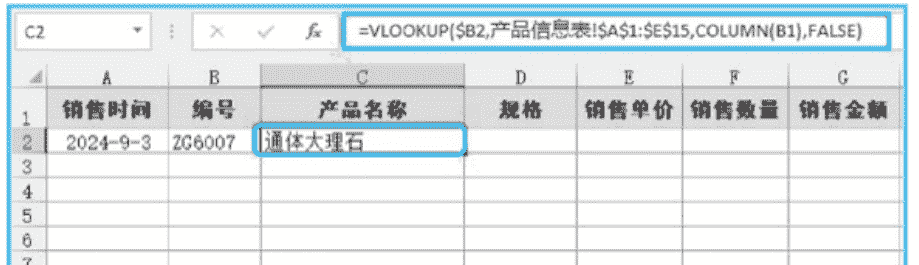 C2 fx =VLOOKUP($B2,产品信息表!$A$1:$E$15,COLUMN(B1),FALSE)
A B C D E F G
1 销售时间 编号 产品名称 规格 销售单价 销售数量 销售金额
2 2024-9-3 ZG6007 通体大理石
3
4
5
6
7